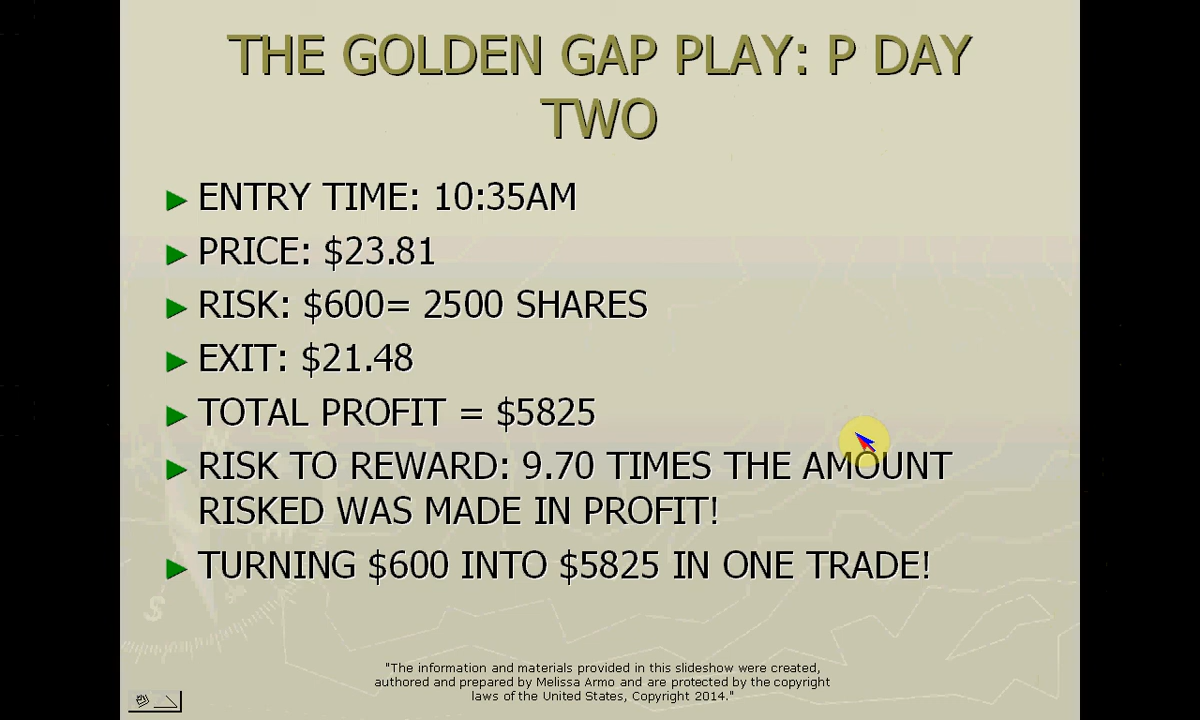 THE GOLDEN GAP PLAY: P DAY
TWO
ENTRY TIME: 10:35AM
PRICE: $23.81
RISK: $600= 2500 SHARES
EXIT: $21.48
TOTAL PROFIT = $5825
RISK TO REWARD: 9.70 TIMES THE AMOUNT
RISKED WAS MADE IN PROFIT!
TURNING $600 INTO $5825 IN ONE TRADE!
S
"The information and materials provided in this slideshow were created,
authored and prepared by Melissa Armo and are protected by the copyright
laws of the United States, Copyright 2014."